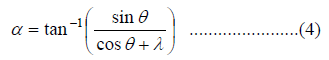 α = tan⁻¹( sin θ / (cos θ + λ) ) ........................(4)